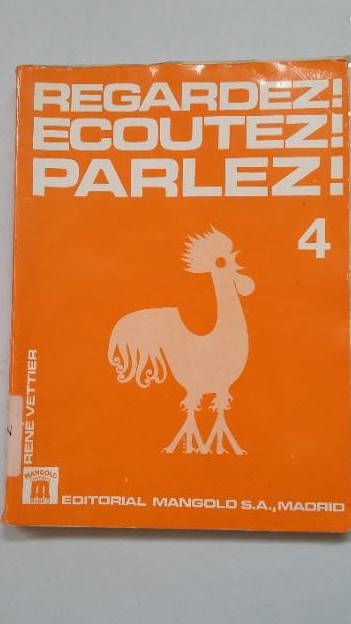 REGARDEZ!
ECOUTEZ!
PARLEZ!
4
RENÉ VETTIER
MANGOLD
EDITORIAL MANGOLD S.A., MADRID